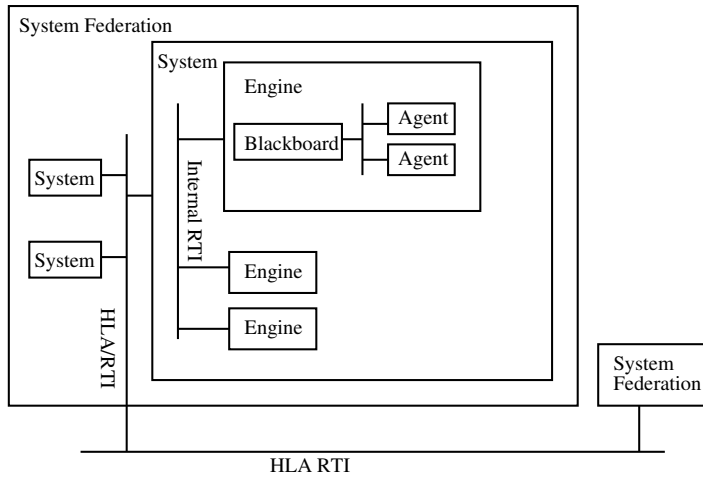 System Federation
System
Engine
Agent
Blackboard
Agent
System
Internal RTI
System
Engine
HLA/RTI
Engine
System
Federation
HLA RTI